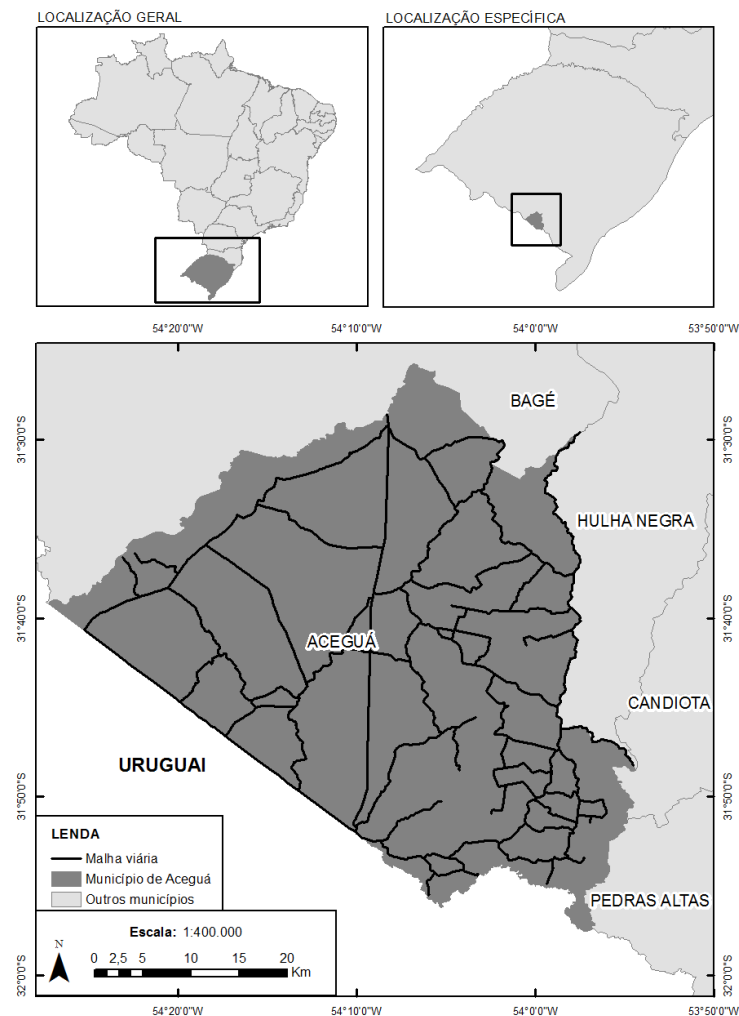 LOCALIZAÇÃO GERAL
LOCALIZAÇÃO ESPECÍFICA
54°20'0"W 54°10'0"W 54°0'0"W 53°50'0"W
31°30'0"S
31°30'0"S
BAGÉ
HULHA NEGRA
31°40'0"S
31°40'0"S
ACEGUÁ
CANDIOTA
URUGUAI
31°50'0"S
31°50'0"S
LENDA
Malha viária
Município de Aceguá
Outros municípios
PEDRAS ALTAS
Escala: 1:400.000
N
0 2,5 5 10 15 20
Km
32°0'0"S
32°0'0"S
54°20'0"W 54°10'0"W 54°0'0"W 53°50'0"W